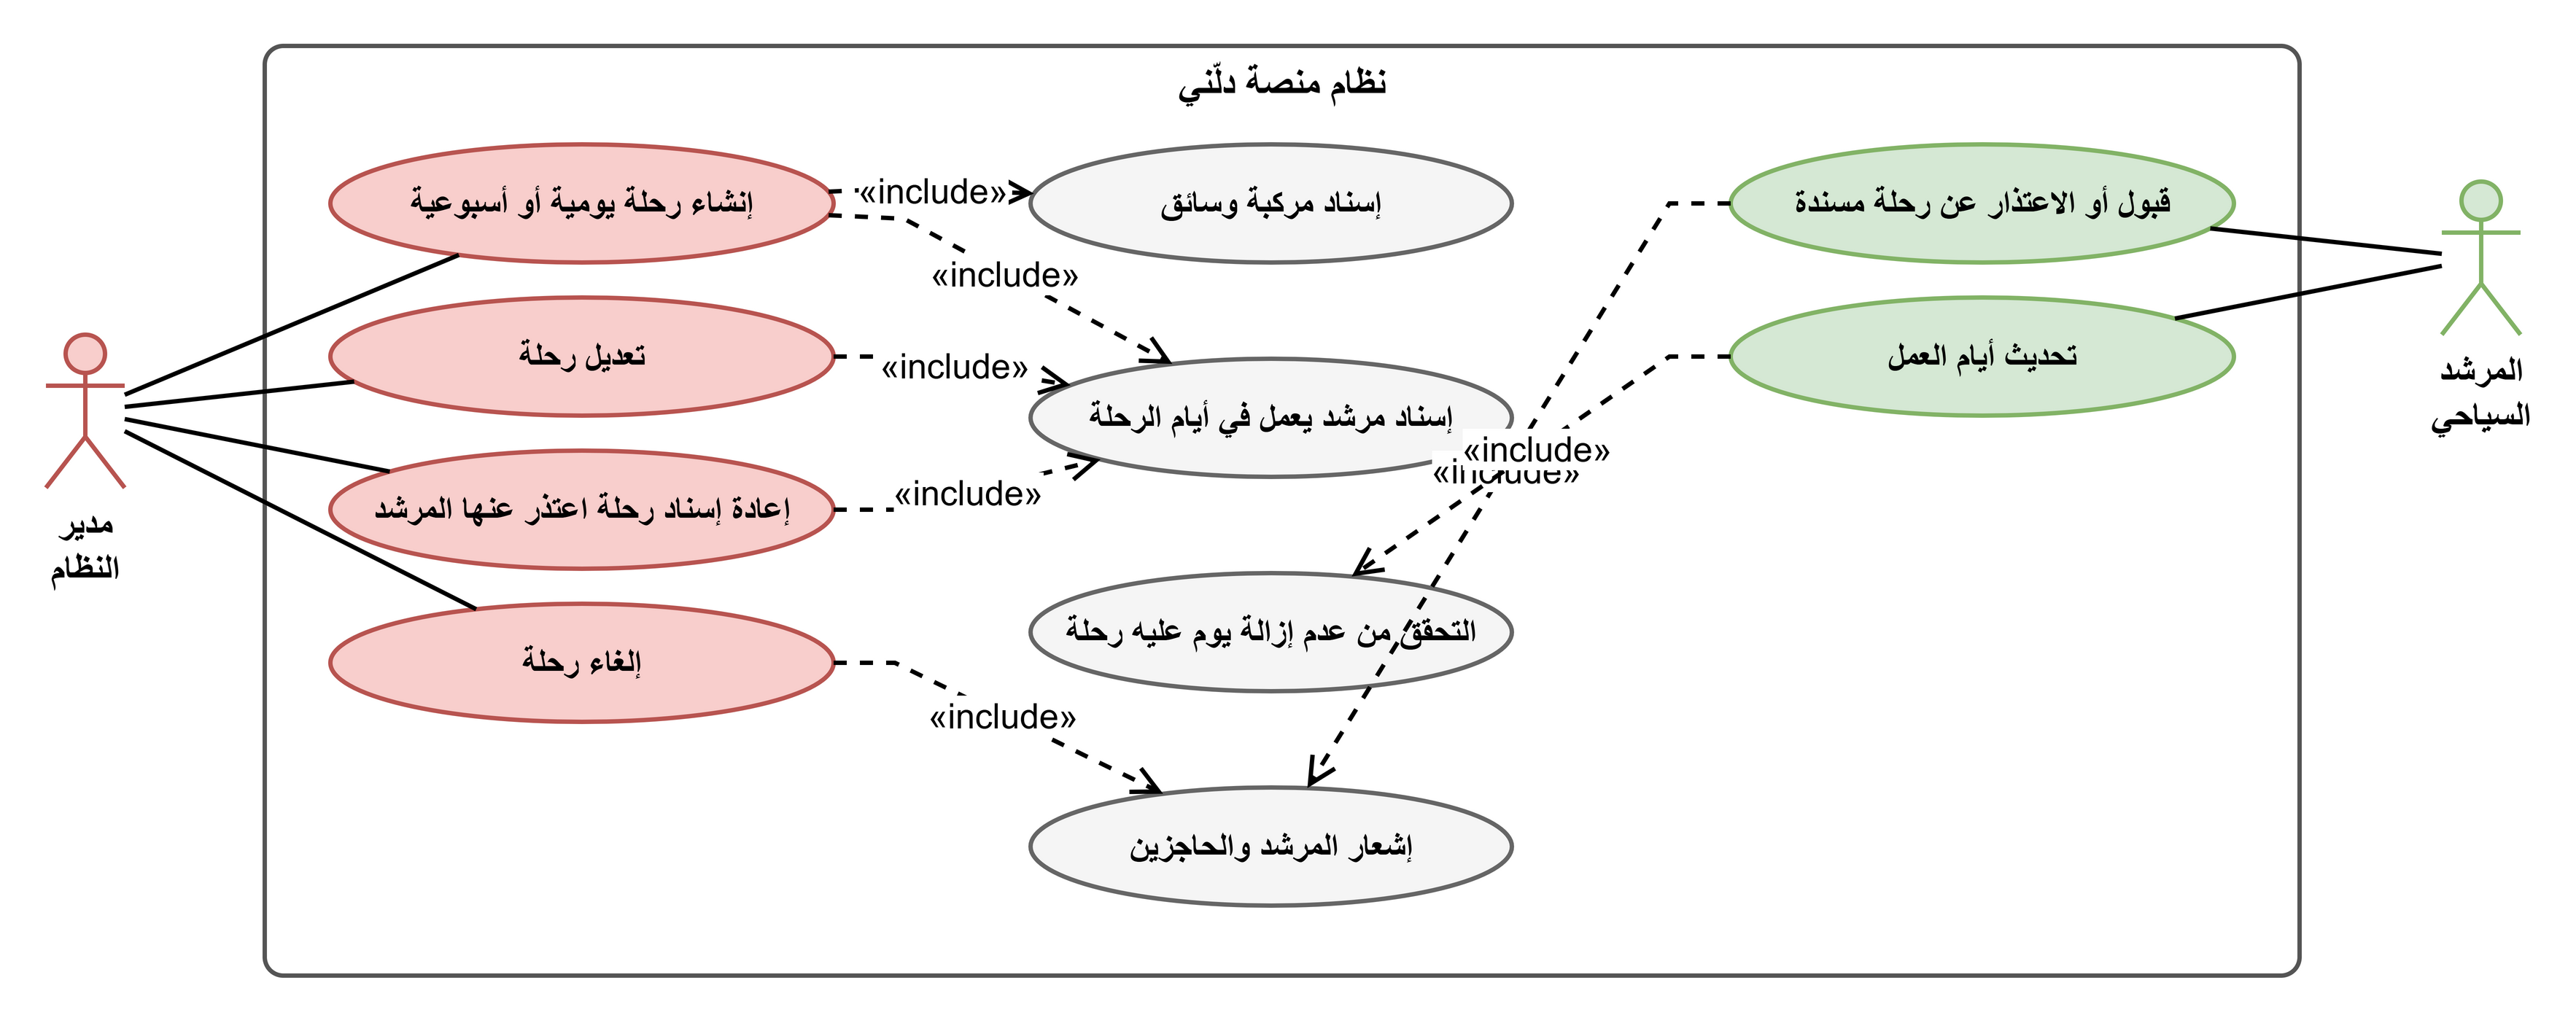 نظام منصة دلّني
إنشاء رحلة يومية أو أسبوعية
«include»
إسناد مركبة وسائق
قبول أو الاعتذار عن رحلة مسندة
«include»
تعديل رحلة
«include»
إسناد مرشد يعمل في أيام الرحلة
تحديث أيام العمل
المرشد
السياحي
«include»
«include»
إعادة إسناد رحلة اعتذر عنها المرشد
«include»
مدير
النظام
التحقق من عدم إزالة يوم عليه رحلة
إلغاء رحلة
«include»
إشعار المرشد والحاجزين